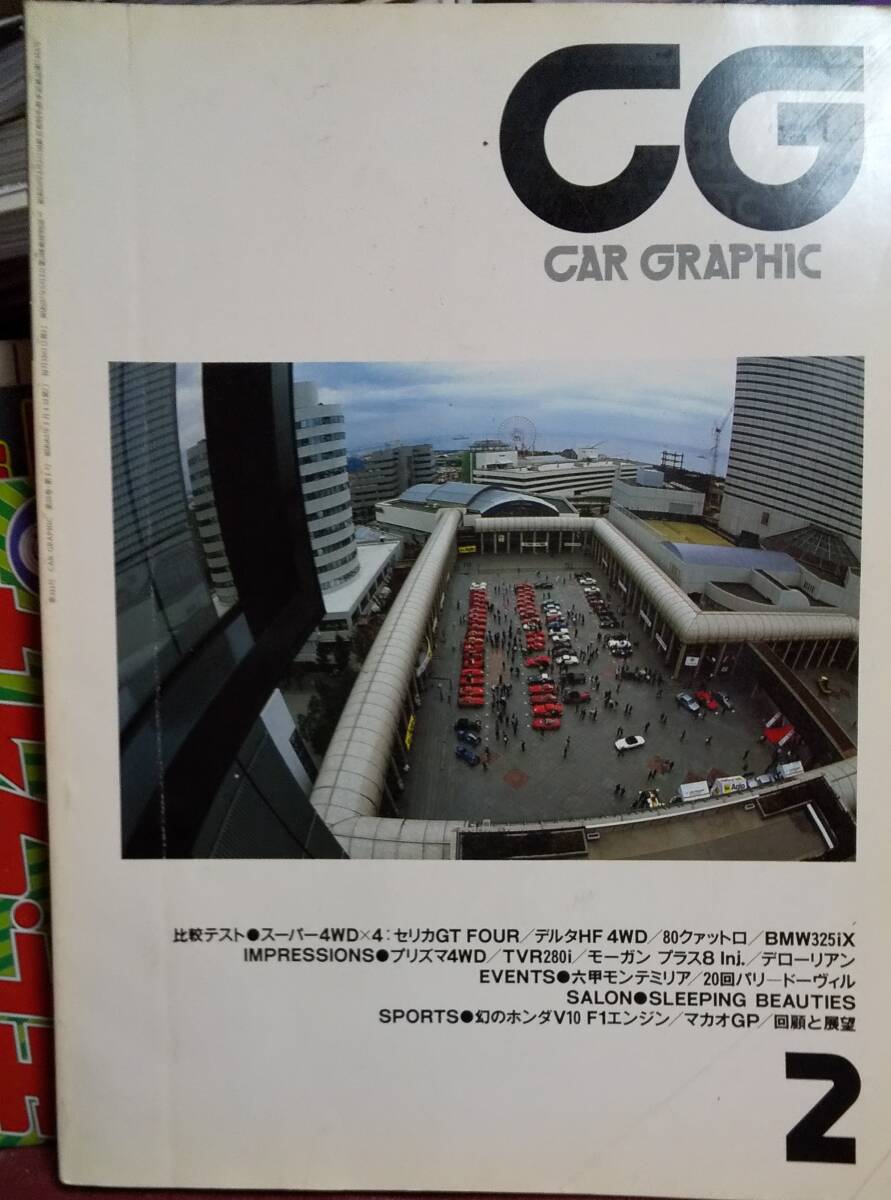 CG
CAR GRAPHIC
比較テスト●スーパー4WD×4:セリカGT FOUR/デルタHF 4WD/80クァットロ/BMW325iX
IMPRESSIONS●プリズマ4WD/TVR280i/モーガン プラス8 Inj./デローリアン
EVENTS●六甲モンテミリア/20回パリ―ドーヴィル
SALON●SLEEPING BEAUTIES
SPORTS●幻のホンダV10 F1エンジン/マカオGP/回顧と展望
2